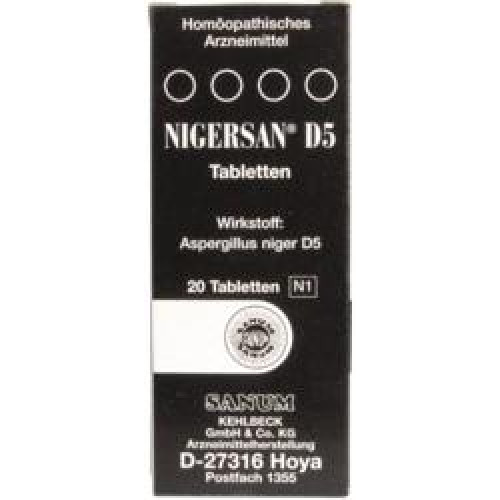 Homöopathisches
Arzneimittel
NIGERSAN® D5
Tabletten
Wirkstoff:
Aspergillus niger D5
20 Tabletten N1
SANUM
SANUM
KEHLBECK
GmbH & Co. KG
Arzneimittelherstellung
D-27316 Hoya
Postfach 1355